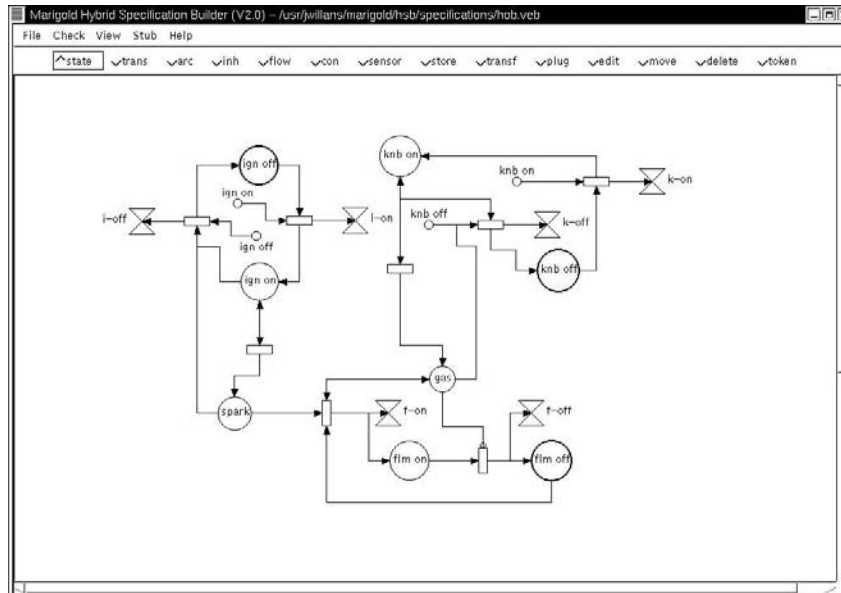 Marigold Hybrid Specification Builder (V2.0) – /usr/jwillans/marigold/hsb/specifications/hob.veb
File Check View Stub Help
state trans arc inh flow con sensor store transf plug edit move delete token
ign off
knb on
ign on
knb on
k-on
i-off
i-on
knb off
k-off
ign off
knb off
ign on
gas
spark
f-on
f-off
flm on
flm off